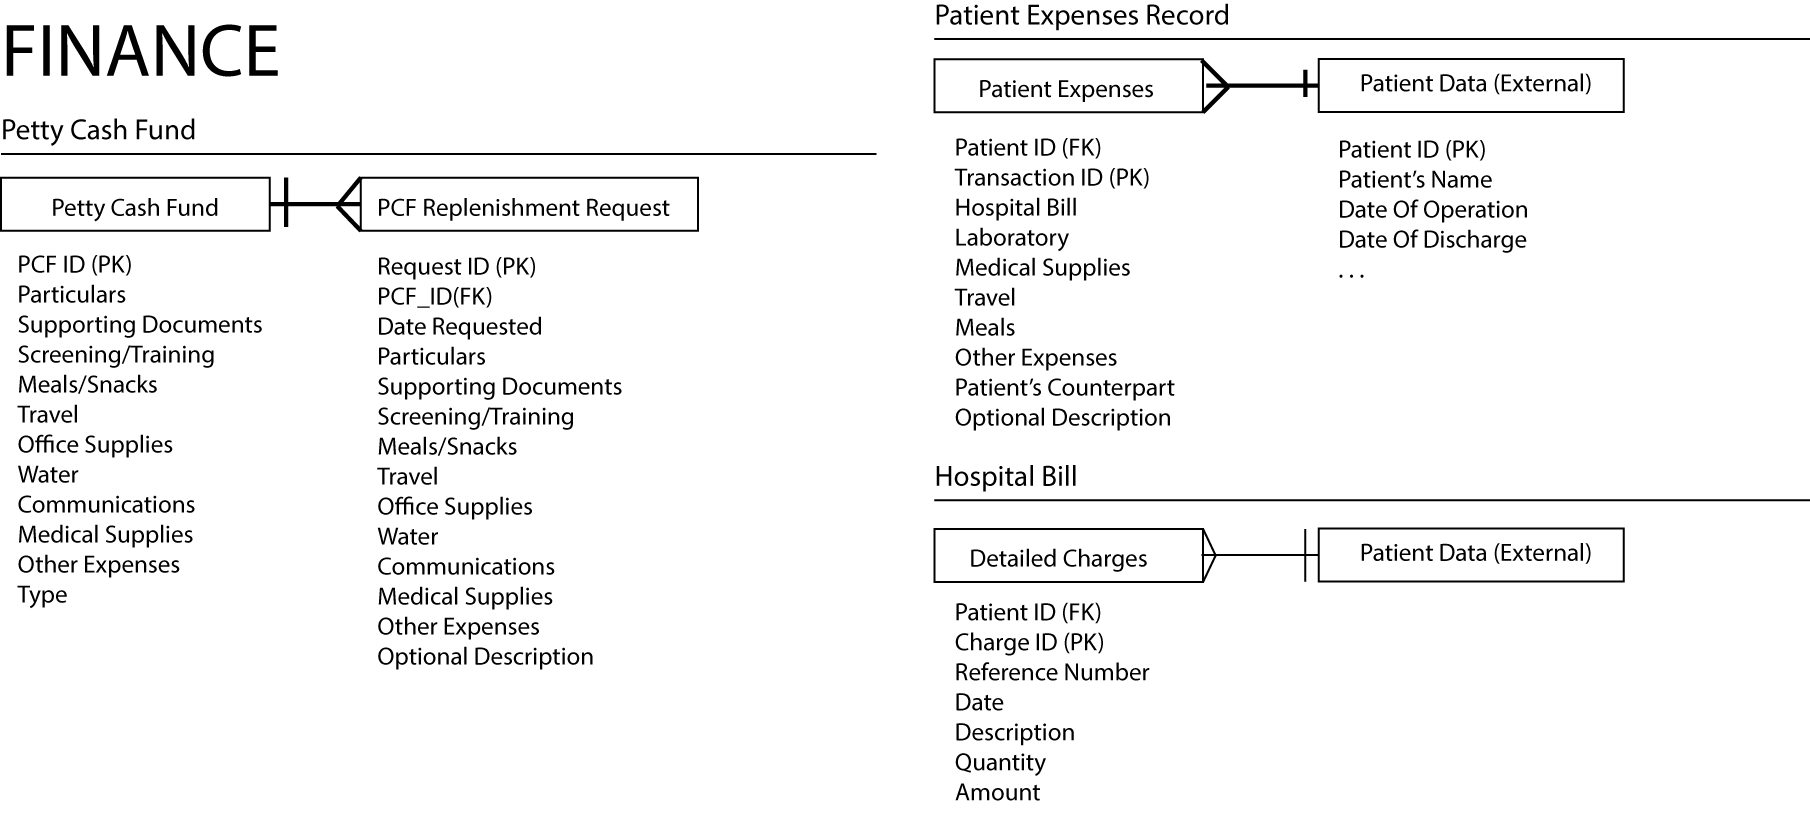 FINANCE
Petty Cash Fund
Petty Cash Fund
PCF ID (PK)
Particulars
Supporting Documents
Screening/Training
Meals/Snacks
Travel
Office Supplies
Water
Communications
Medical Supplies
Other Expenses
Type
PCF Replenishment Request
Request ID (PK)
PCF_ID(FK)
Date Requested
Particulars
Supporting Documents
Screening/Training
Meals/Snacks
Travel
Office Supplies
Water
Communications
Medical Supplies
Other Expenses
Optional Description
Patient Expenses Record
Patient Expenses
Patient ID (FK)
Transaction ID (PK)
Hospital Bill
Laboratory
Medical Supplies
Travel
Meals
Other Expenses
Patient’s Counterpart
Optional Description
Patient Data (External)
Patient ID (PK)
Patient’s Name
Date Of Operation
Date Of Discharge
. . .
Hospital Bill
Detailed Charges
Patient ID (FK)
Charge ID (PK)
Reference Number
Date
Description
Quantity
Amount
Patient Data (External)